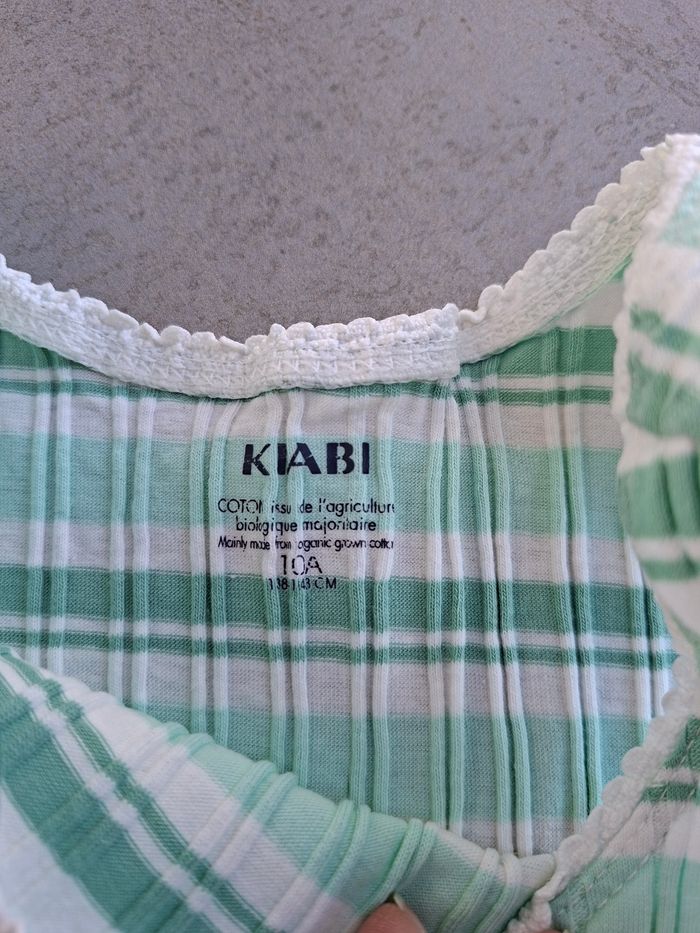 KIABI
COTON issu de l'agriculture
biologique majoritaire
Mainly made from organic grown cotton
10A
138 | 143 CM